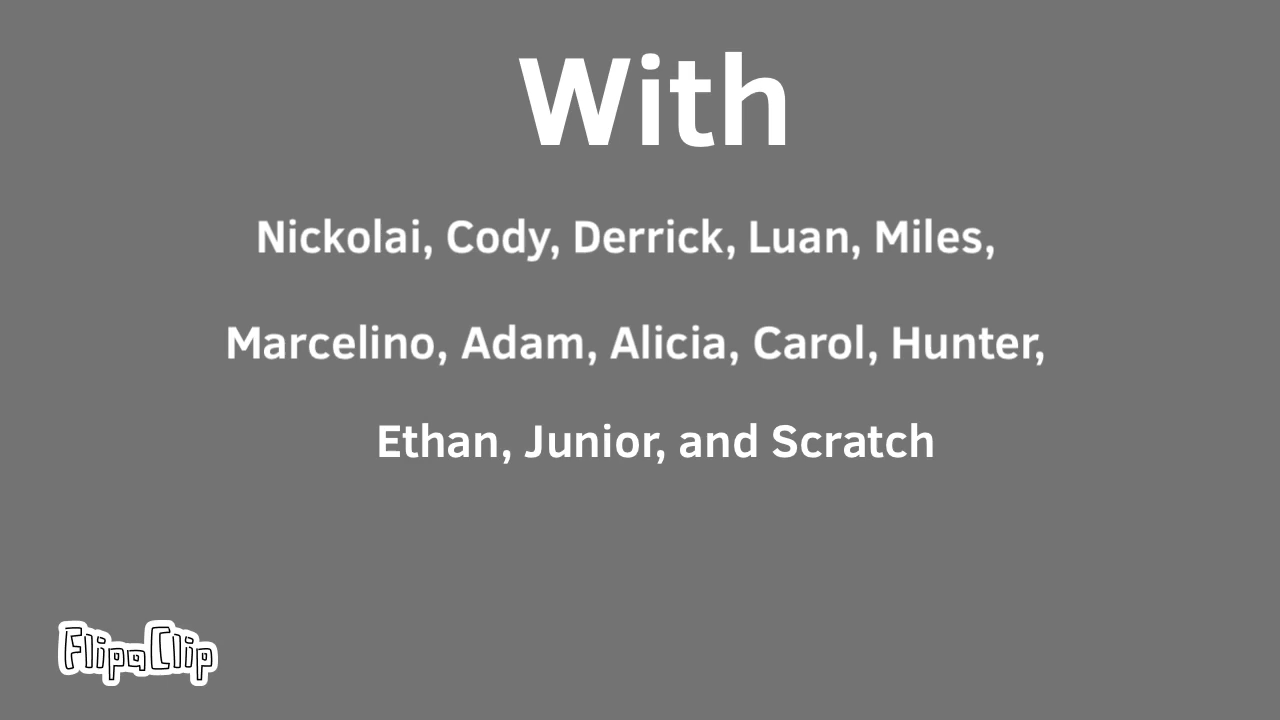 With
Nickolai, Cody, Derrick, Luan, Miles,
Marcelino, Adam, Alicia, Carol, Hunter,
Ethan, Junior, and Scratch
FlipaClip